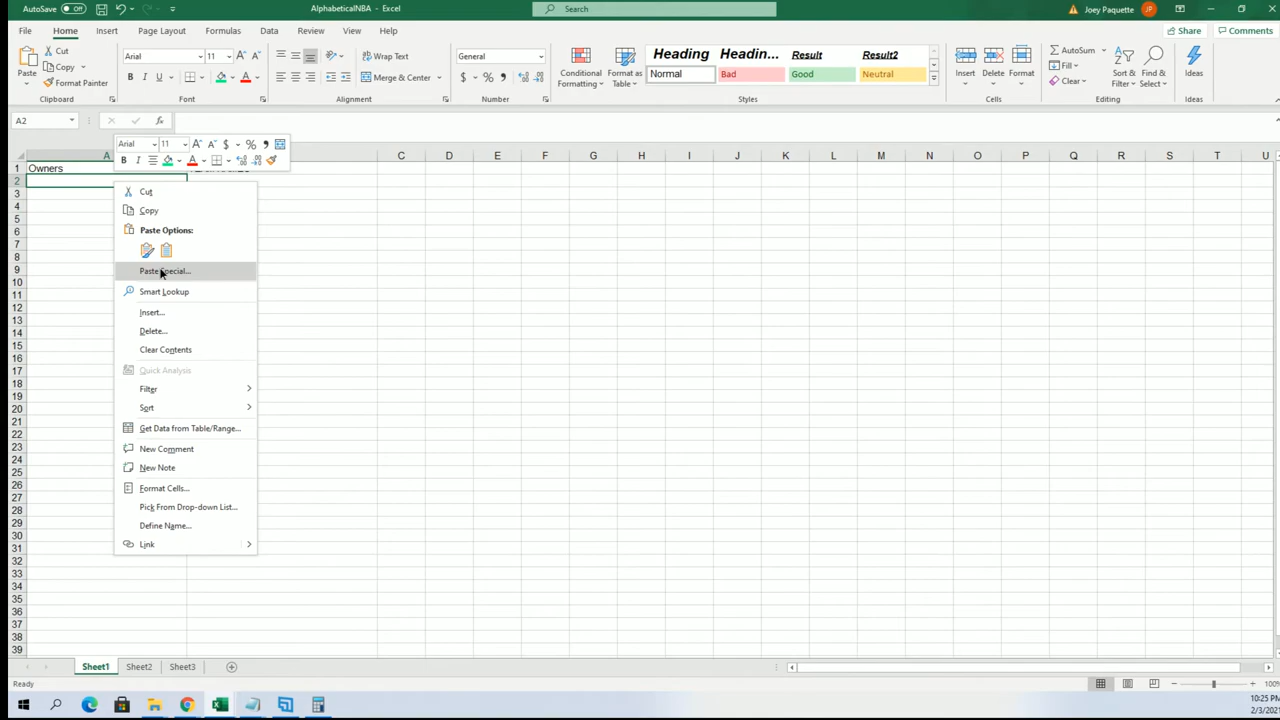 AutoSave Off AlphabeticalNBA - Excel Search Joey Paquette JP
File Home Insert Page Layout Formulas Data Review View Help Share Comments
Cut
Copy
Format Painter
Paste
Clipboard
Arial 11
B I U
Font
Wrap Text
Merge & Center
Alignment
General
$ % ,
Number
Conditional Formatting
Format as Table
Heading Headin... Result Result2
Normal Bad Good Neutral
Styles
Insert Delete Format
Cells
AutoSum
Fill
Clear
Sort & Filter
Find & Select
Editing
Ideas
Ideas
A2 fx
Arial 11 A A $ % ,
B I A
A C D E F G H I J K L M N O P Q R S T U
1 Owners
2
3
4
5
6
7
8
9
10
11
12
13
14
15
16
17
18
19
20
21
22
23
24
25
26
27
28
29
30
31
32
33
34
35
36
37
38
39
Cut
Copy
Paste Options:
Paste Special...
Smart Lookup
Insert...
Delete...
Clear Contents
Quick Analysis
Filter
Sort
Get Data from Table/Range...
New Comment
New Note
Format Cells...
Pick From Drop-down List...
Define Name...
Link
Sheet1 Sheet2 Sheet3
Ready 100%
10:25 PM
2/3/2021